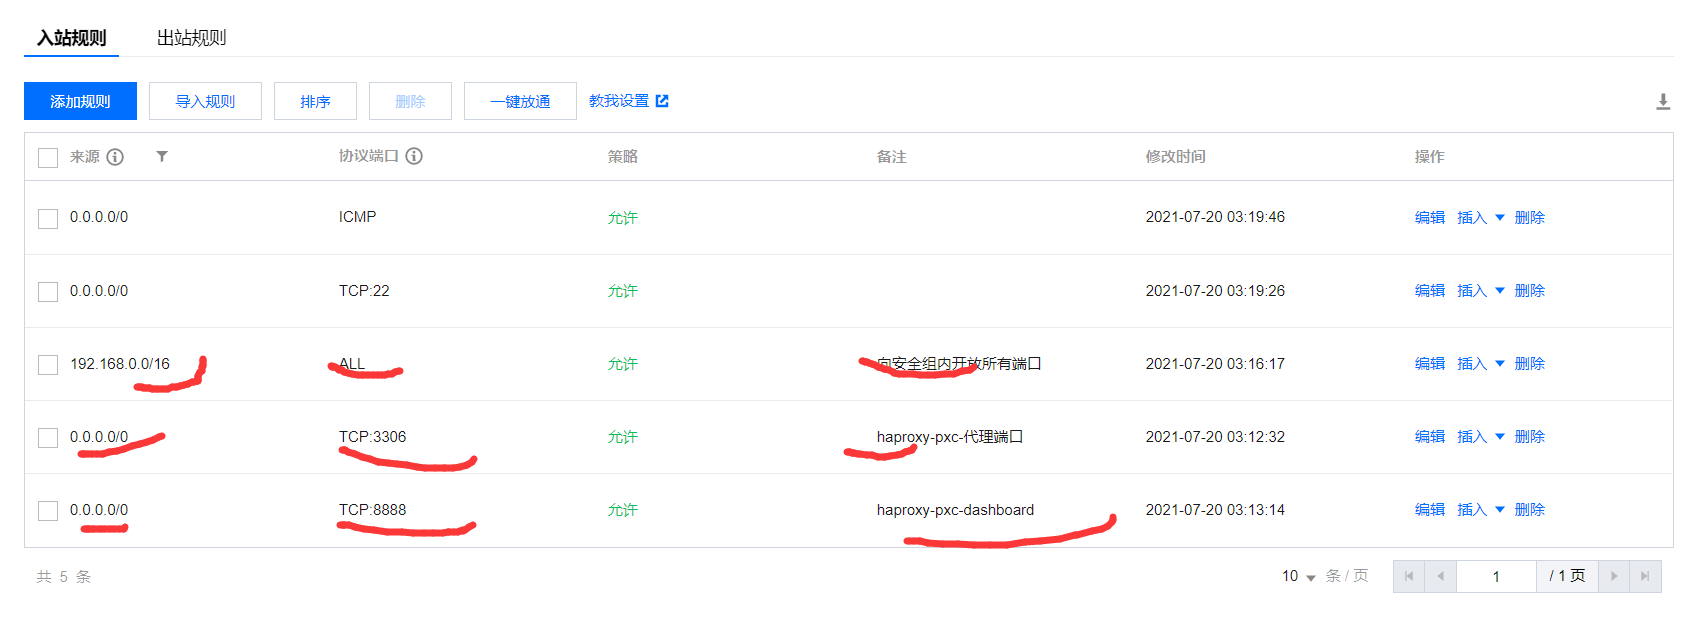 入站规则 出站规则
添加规则 导入规则 排序 删除 一键放通 教我设置
来源 协议端口 策略 备注 修改时间 操作
0.0.0.0/0 ICMP 允许 2021-07-20 03:19:46 编辑 插入 删除
0.0.0.0/0 TCP:22 允许 2021-07-20 03:19:26 编辑 插入 删除
192.168.0.0/16 ALL 允许 向安全组内开放所有端口 2021-07-20 03:16:17 编辑 插入 删除
0.0.0.0/0 TCP:3306 允许 haproxy-pxc-代理端口 2021-07-20 03:12:32 编辑 插入 删除
0.0.0.0/0 TCP:8888 允许 haproxy-pxc-dashboard 2021-07-20 03:13:14 编辑 插入 删除
共 5 条 10 条 / 页 1 / 1 页